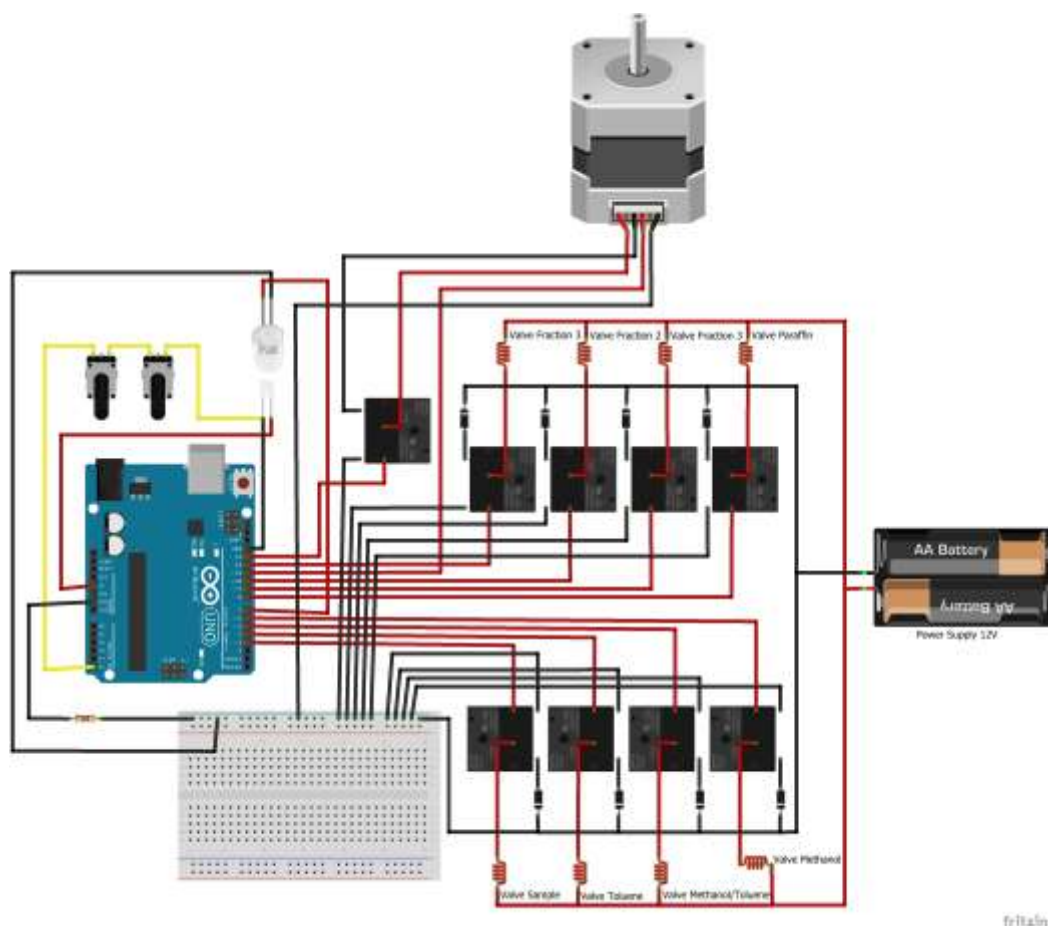 Valve Fraction 1
Valve Fraction 2
Valve Fraction 3
Valve Paraffin
AA Battery
AA Battery
Power Supply 12V
UNO
Valve Methanol
Valve Sample
Valve Toluene
Valve Methanol/Toluene